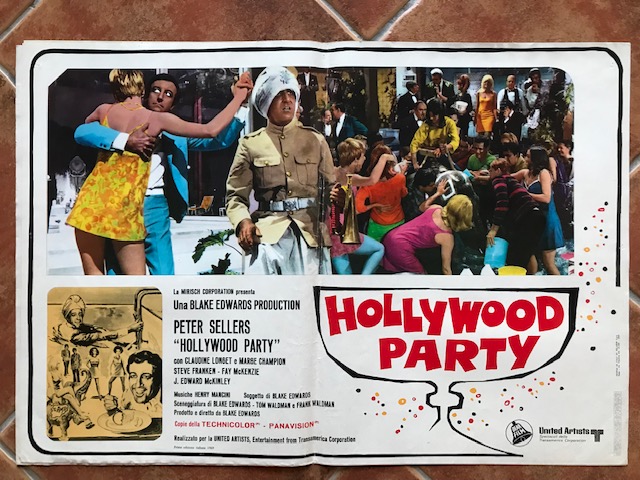 La MIRISCH CORPORATION presenta
Una BLAKE EDWARDS PRODUCTION
PETER SELLERS
"HOLLYWOOD PARTY"
con CLAUDINE LONGET e MARGE CHAMPION
STEVE FRANKEN - FAY McKENZIE
J. EDWARD McKINLEY
Musiche HENRY MANCINI Soggetto di BLAKE EDWARDS
Sceneggiatura di BLAKE EDWARDS - TOM WALDMAN e FRANK WALDMAN
Prodotto e diretto da BLAKE EDWARDS
Copie della TECHNICOLOR - PANAVISION
Realizzato per la UNITED ARTISTS, Entertainment from Transamerica Corporation
HOLLYWOOD
PARTY
United Artists
Transamerica Corporation